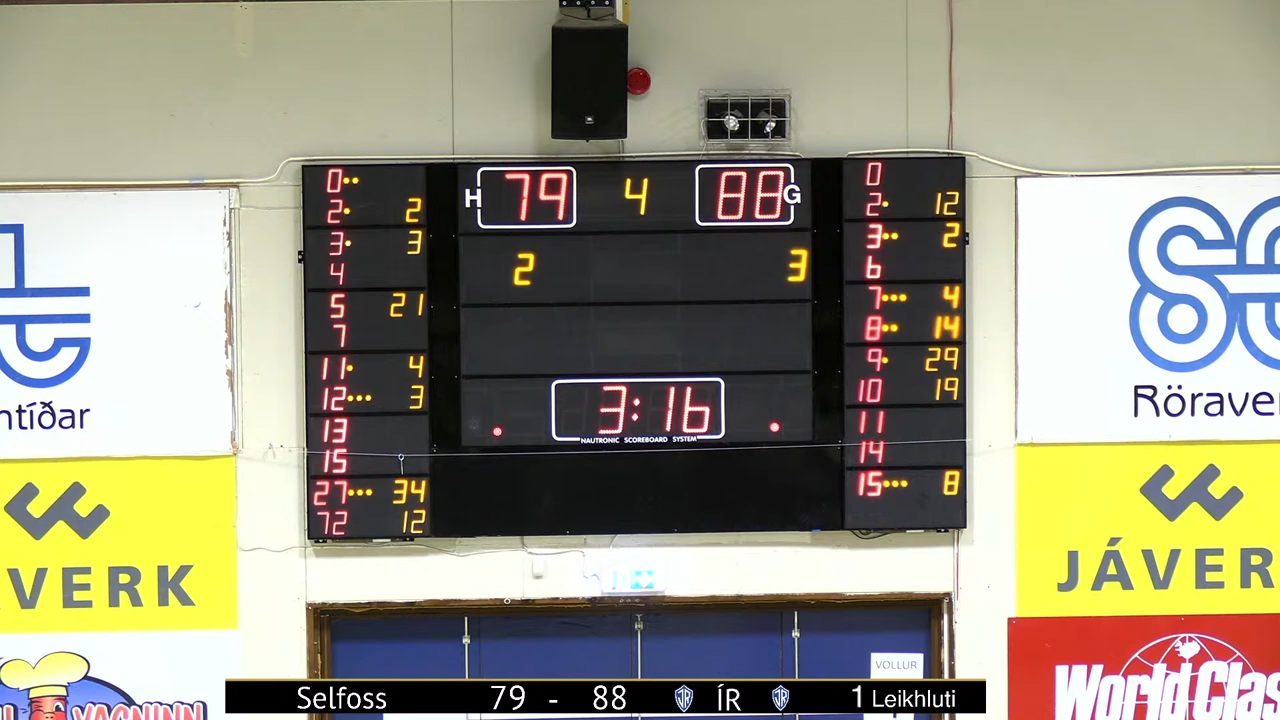 H 79 4 88 G
2 3
3:16
NAUTRONIC SCOREBOARD SYSTEM
0
2 2
3 3
4
5 21
7
11 4
12 3
13
15
27 34
72 12
0
2 12
3 2
6
7 4
8 14
9 29
10 19
11
14
15 8
ntíðar
VERK
VAGNINN
Röraver
JÁVER
World Clas
VOLLUR
Selfoss 79 - 88 ÍR 1 Leikhluti